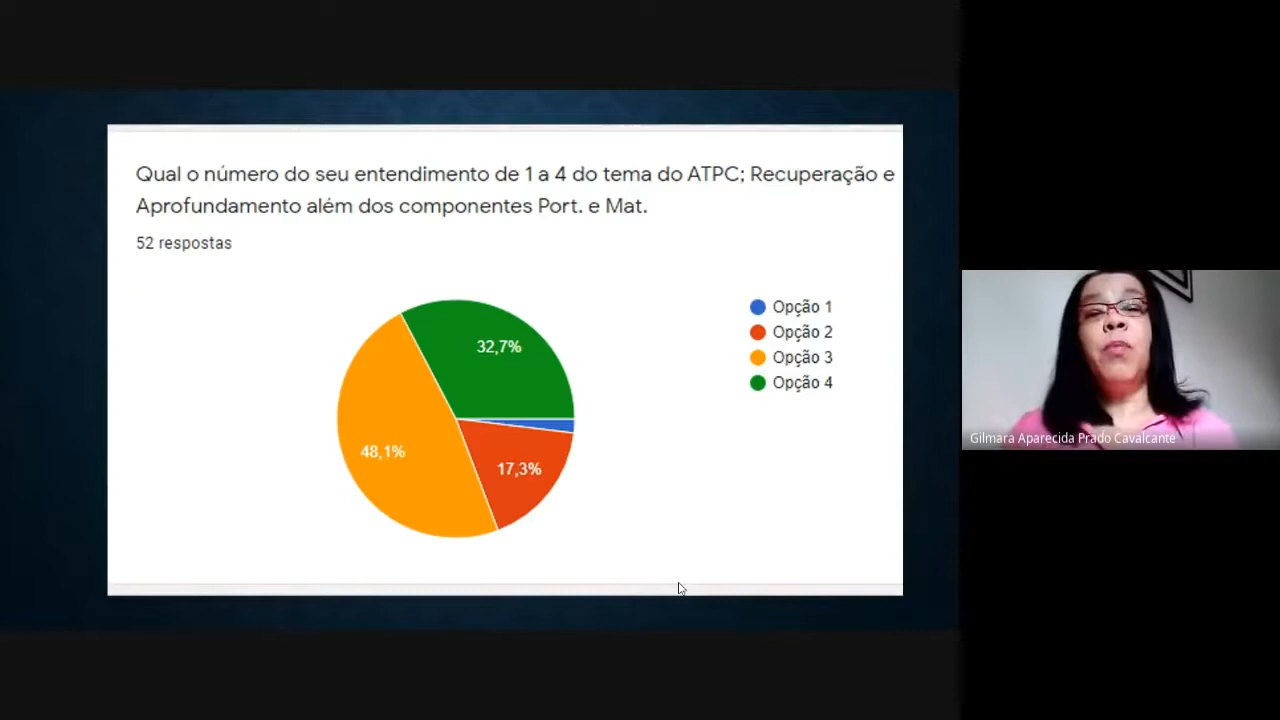 Qual o número do seu entendimento de 1 a 4 do tema do ATPC; Recuperação e
Aprofundamento além dos componentes Port. e Mat.
52 respostas
32,7%
48,1%
17,3%
Opção 1
Opção 2
Opção 3
Opção 4
Gilmara Aparecida Prado Cavalcante